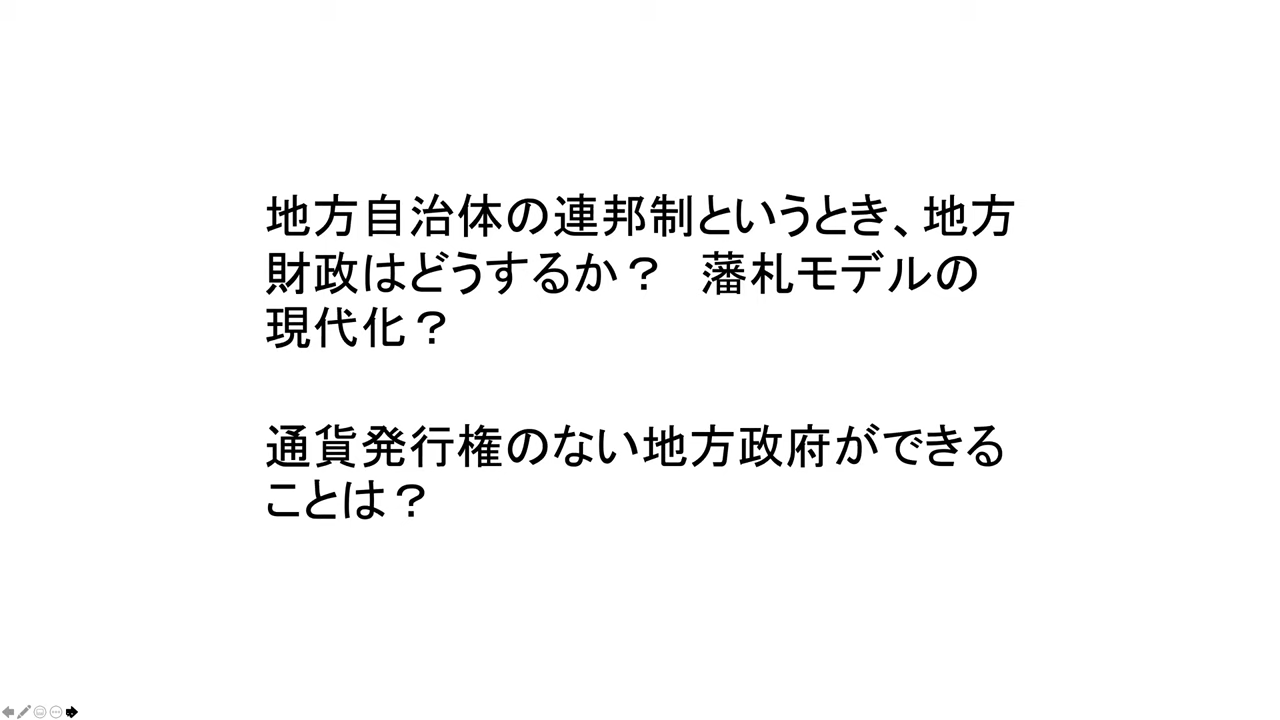 地方自治体の連邦制というとき、地方
財政はどうするか？　藩札モデルの
現代化？
通貨発行権のない地方政府ができる
ことは？